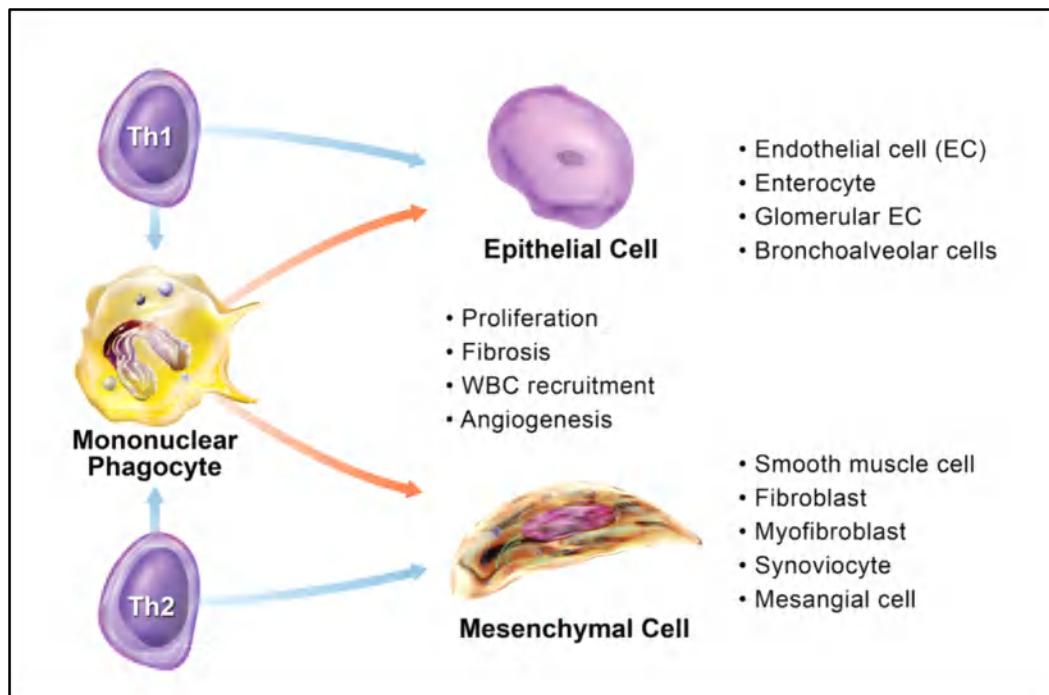 Th1
Epithelial Cell
• Endothelial cell (EC)
• Enterocyte
• Glomerular EC
• Bronchoalveolar cells
Mononuclear
Phagocyte
• Proliferation
• Fibrosis
• WBC recruitment
• Angiogenesis
Th2
Mesenchymal Cell
• Smooth muscle cell
• Fibroblast
• Myofibroblast
• Synoviocyte
• Mesangial cell